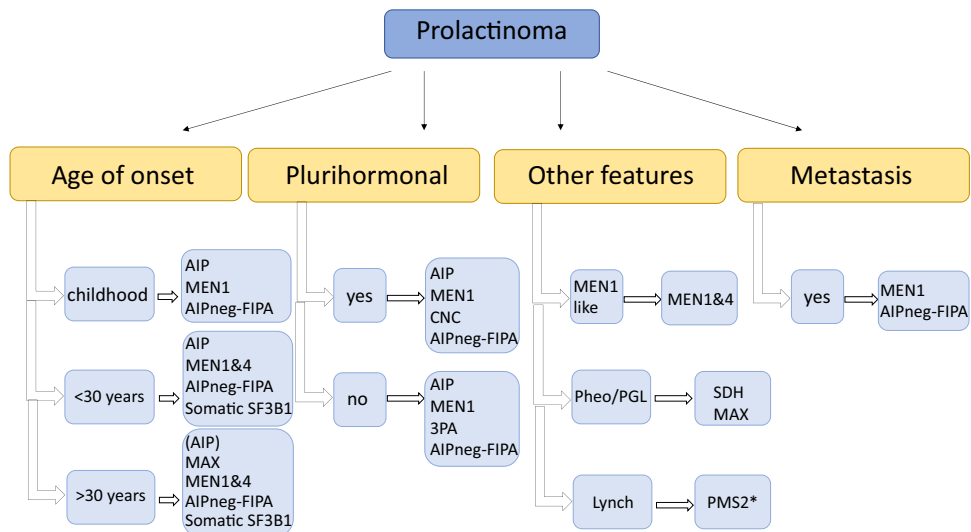 Prolactinoma
Age of onset
childhood
AIP
MEN1
AIPneg-FIPA
<30 years
AIP
MEN1&4
AIPneg-FIPA
Somatic SF3B1
>30 years
(AIP)
MAX
MEN1&4
AIPneg-FIPA
Somatic SF3B1
Plurihormonal
yes
AIP
MEN1
CNC
AIPneg-FIPA
no
AIP
MEN1
3PA
AIPneg-FIPA
Other features
MEN1
like
MEN1&4
Pheo/PGL
SDH
MAX
Lynch
PMS2*
Metastasis
yes
MEN1
AIPneg-FIPA